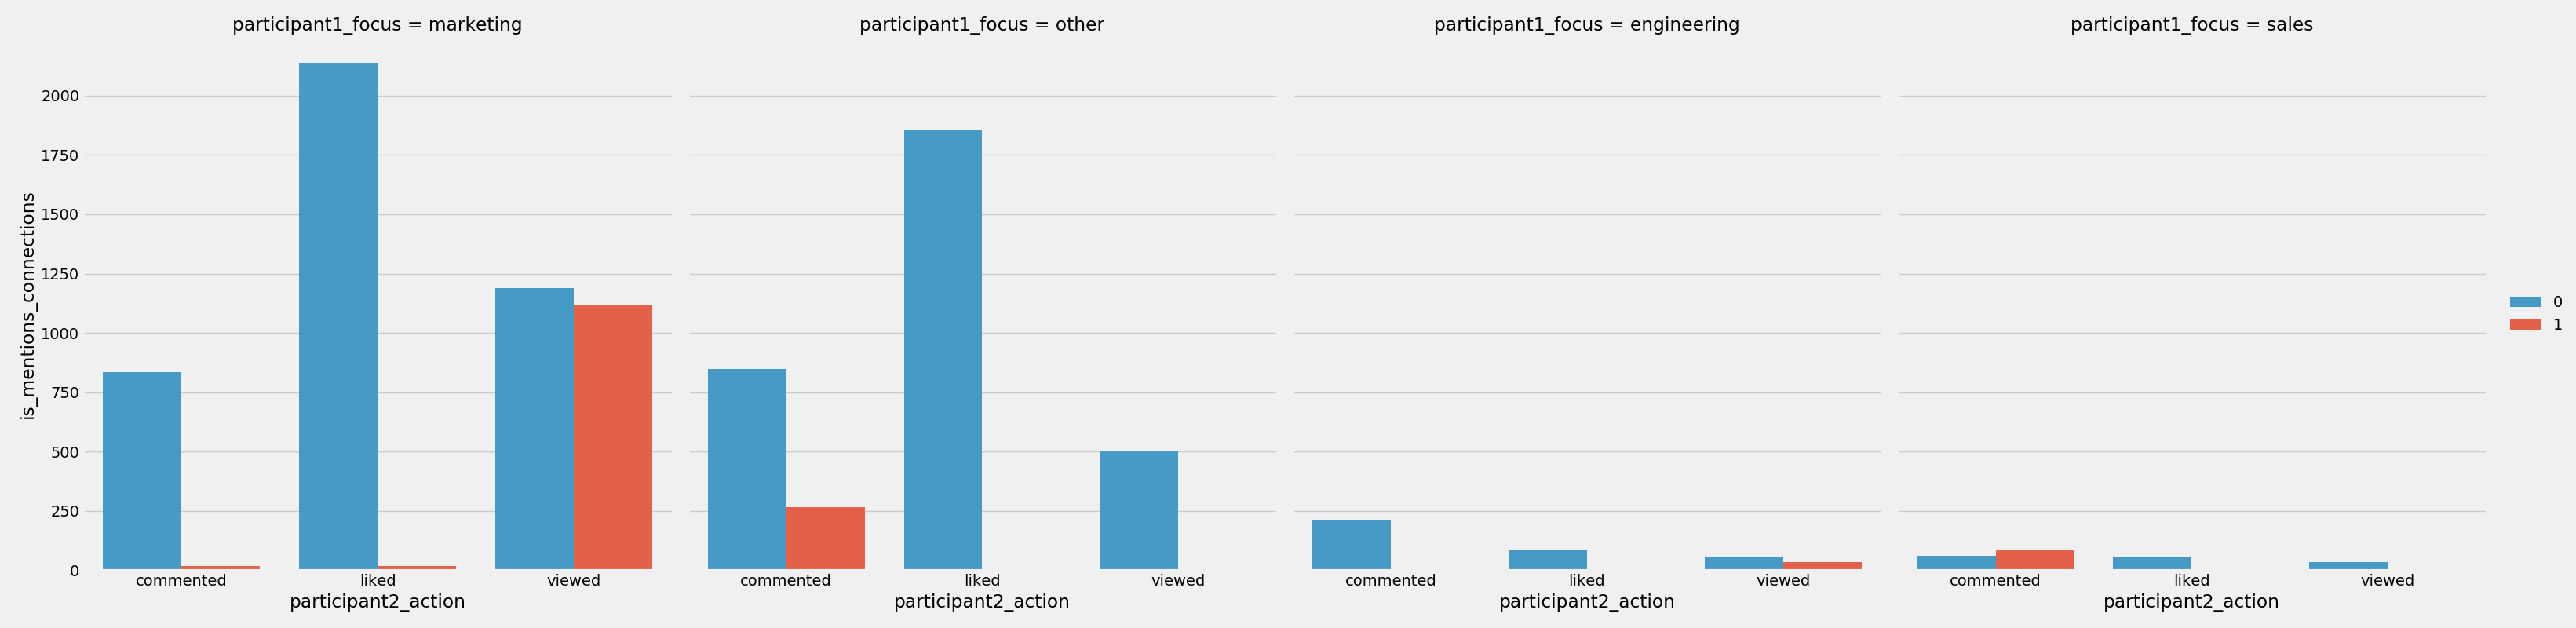 participant1_focus = marketing
participant1_focus = other
participant1_focus = engineering
participant1_focus = sales
is_mentions_connections
2000
1750
1500
1250
1000
750
500
250
0
commented liked viewed
commented liked viewed
commented liked viewed
commented liked viewed
participant2_action
participant2_action
participant2_action
participant2_action
0
1